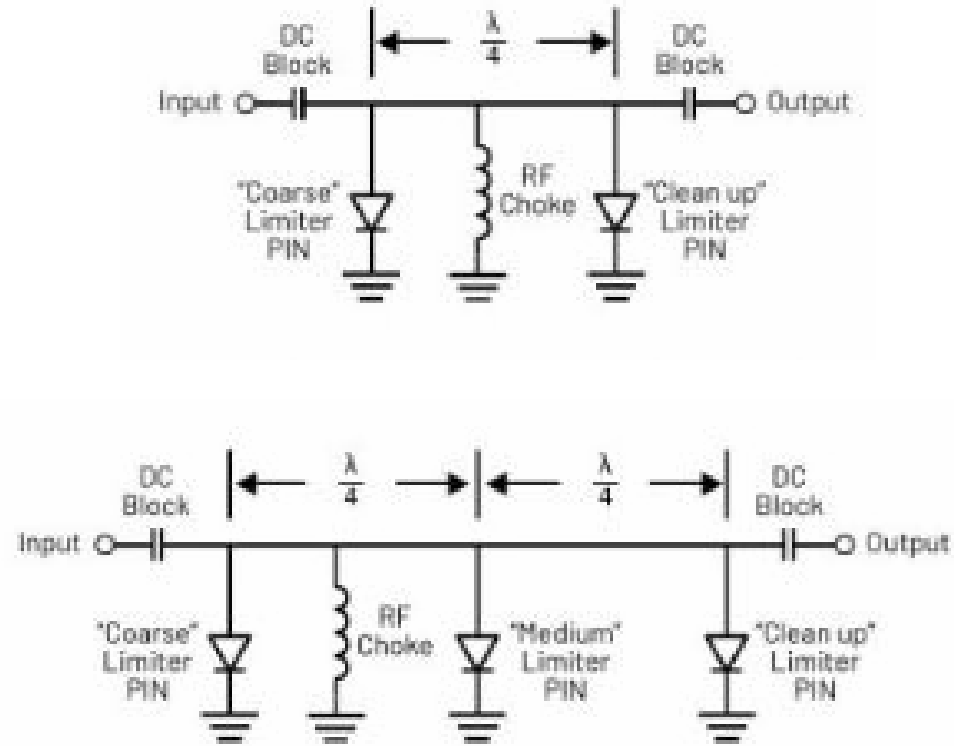 DC
Block
λ
4
DC
Block
Input
Output
"Coarse"
Limiter
PIN
RF
Choke
"Clean up"
Limiter
PIN
DC
Block
λ
4
λ
4
DC
Block
Input
Output
"Coarse"
Limiter
PIN
RF
Choke
"Medium"
Limiter
PIN
"Clean up"
Limiter
PIN